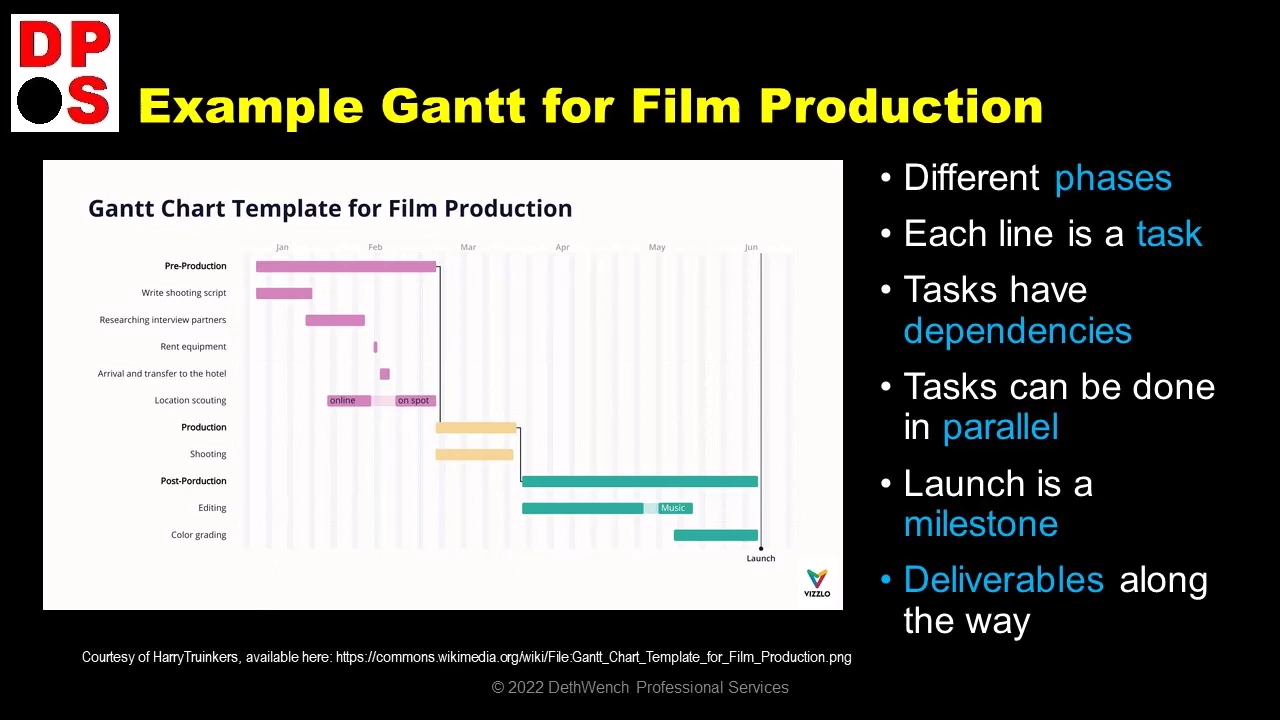 DP
S
Example Gantt for Film Production
Gantt Chart Template for Film Production
Jan Feb Mar Apr May Jun
Pre-Production
Write shooting script
Researching interview partners
Rent equipment
Arrival and transfer to the hotel
Location scouting online on spot
Production
Shooting
Post-Porduction
Editing Music
Color grading
Launch
VIZZLO
• Different phases
• Each line is a task
• Tasks have
dependencies
• Tasks can be done
in parallel
• Launch is a
milestone
• Deliverables along
the way
Courtesy of HarryTruinkers, available here: https://commons.wikimedia.org/wiki/File:Gantt_Chart_Template_for_Film_Production.png
© 2022 DethWench Professional Services